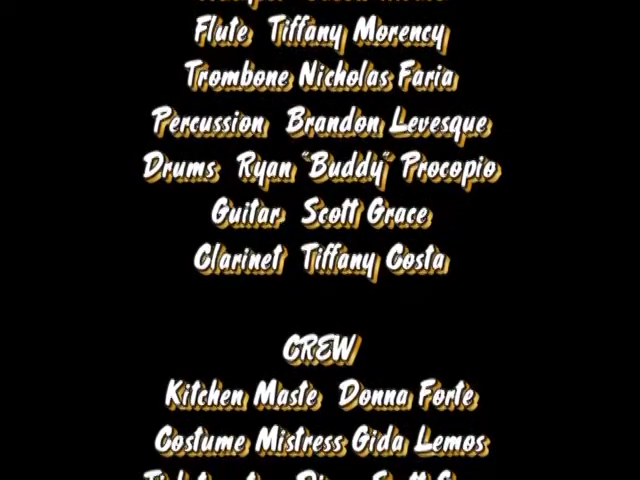 Flute Tiffany Morency
Trombone Nicholas Faria
Percussion Brandon Levesque
Drums Ryan "Buddy" Procopio
Guitar Scott Grace
Clarinet Tiffany Costa
CREW
Kitchen Maste Donna Forte
Costume Mistress Gida Lemos